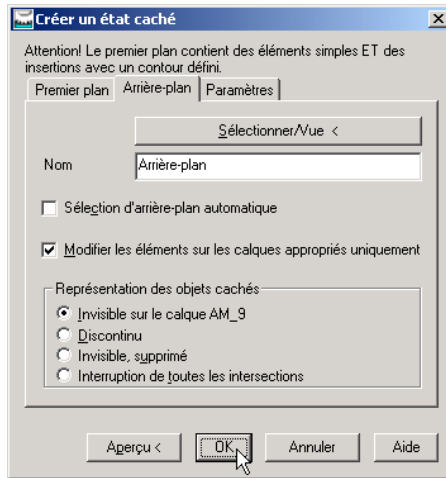 Créer un état caché
Attention! Le premier plan contient des éléments simples ET des
insertions avec un contour défini.
Premier plan Arrière-plan Paramètres
Sélectionner/Vue <
Nom Arrière-plan
Sélection d'arrière-plan automatique
Modifier les éléments sur les calques appropriés uniquement
Représentation des objets cachés
Invisible sur le calque AM_9
Discontinu
Invisible, supprimé
Interruption de toutes les intersections
Aperçu < OK Annuler Aide